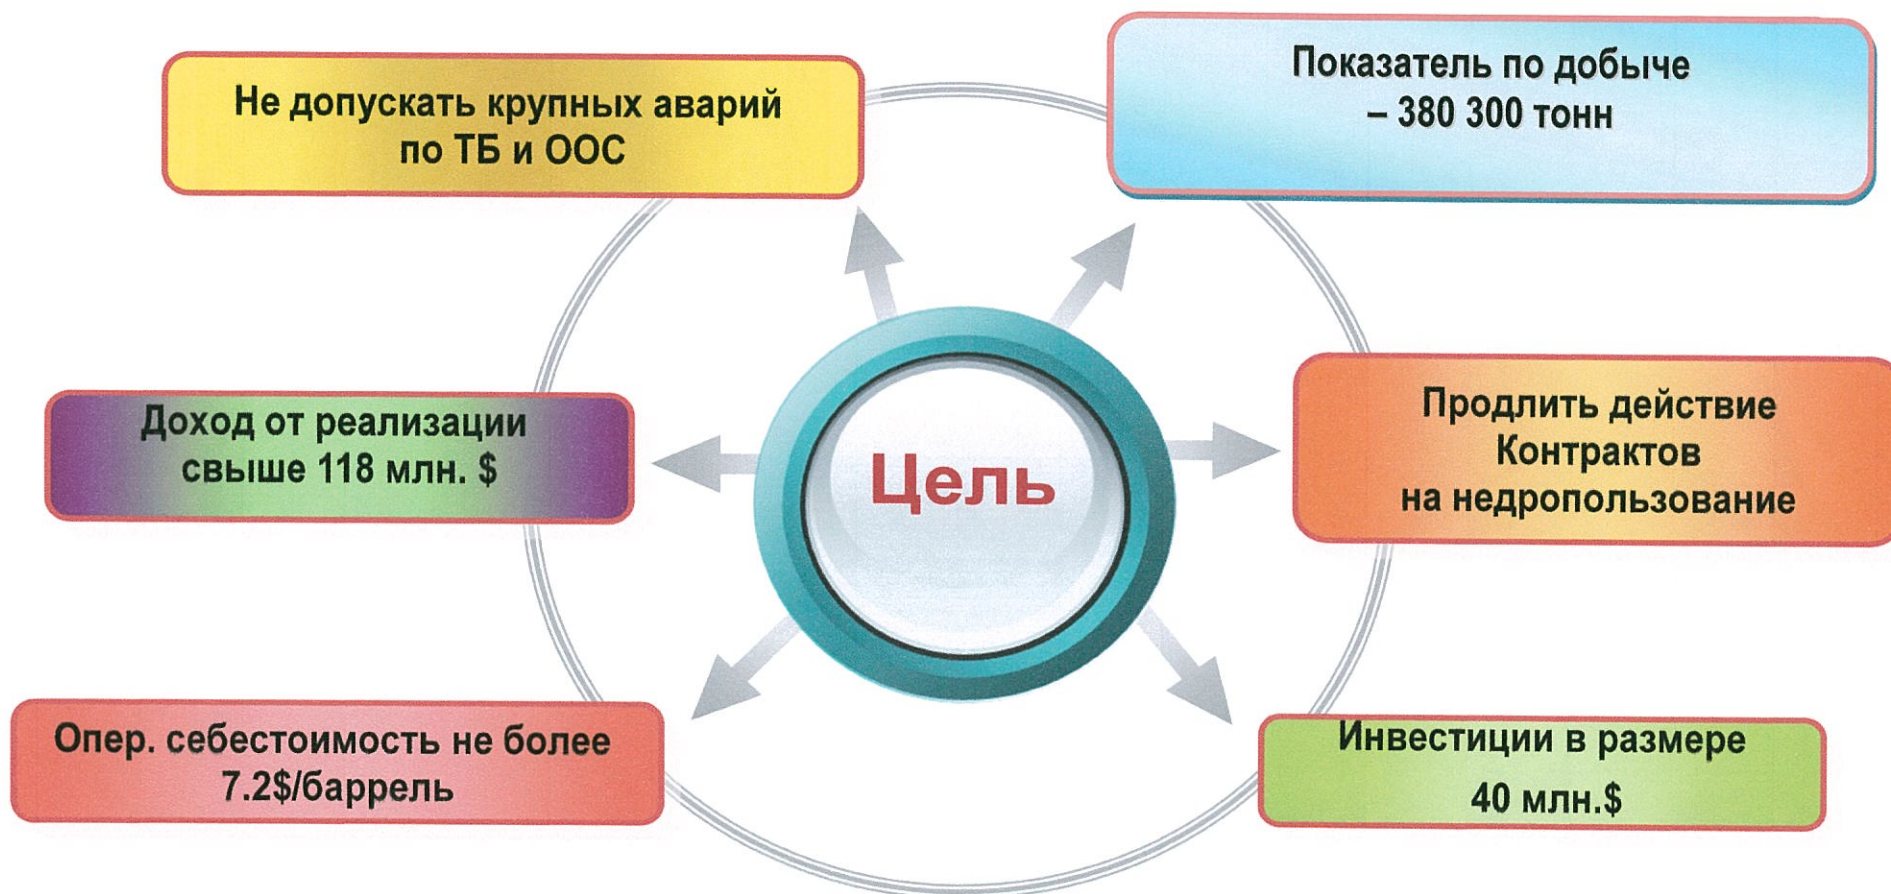 Не допускать крупных аварий
по ТБ и ООС
Показатель по добыче
– 380 300 тонн
Доход от реализации
свыше 118 млн. $
Цель
Продлить действие
Контрактов
на недропользование
Опер. себестоимость не более
7.2$/баррель
Инвестиции в размере
40 млн.$